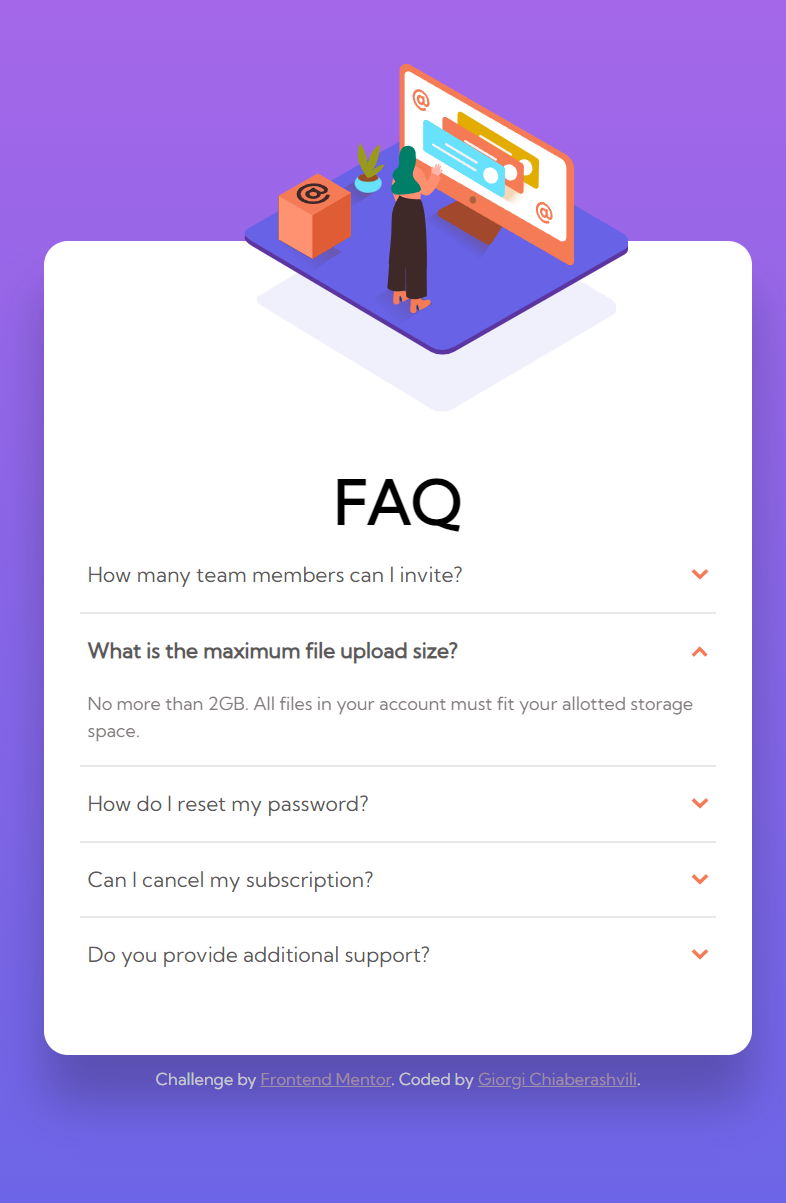 @
@
@
FAQ
How many team members can I invite?
What is the maximum file upload size?
No more than 2GB. All files in your account must fit your allotted storage
space.
How do I reset my password?
Can I cancel my subscription?
Do you provide additional support?
Challenge by Frontend Mentor. Coded by Giorgi Chiaberashvili.